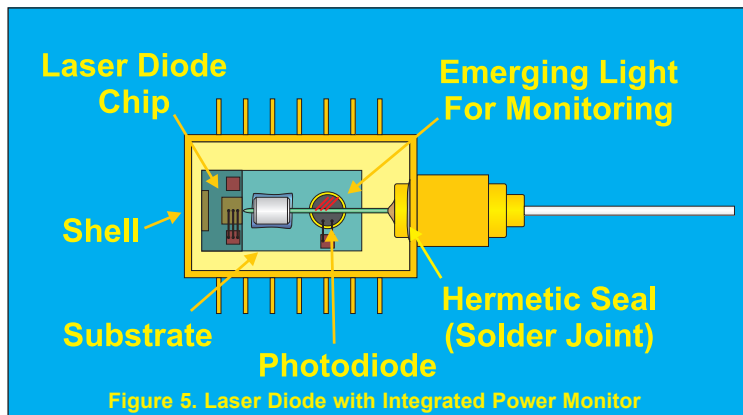 Laser Diode
Chip
Emerging Light
For Monitoring
Shell
Substrate
Photodiode
Hermetic Seal
(Solder Joint)
Figure 5. Laser Diode with Integrated Power Monitor